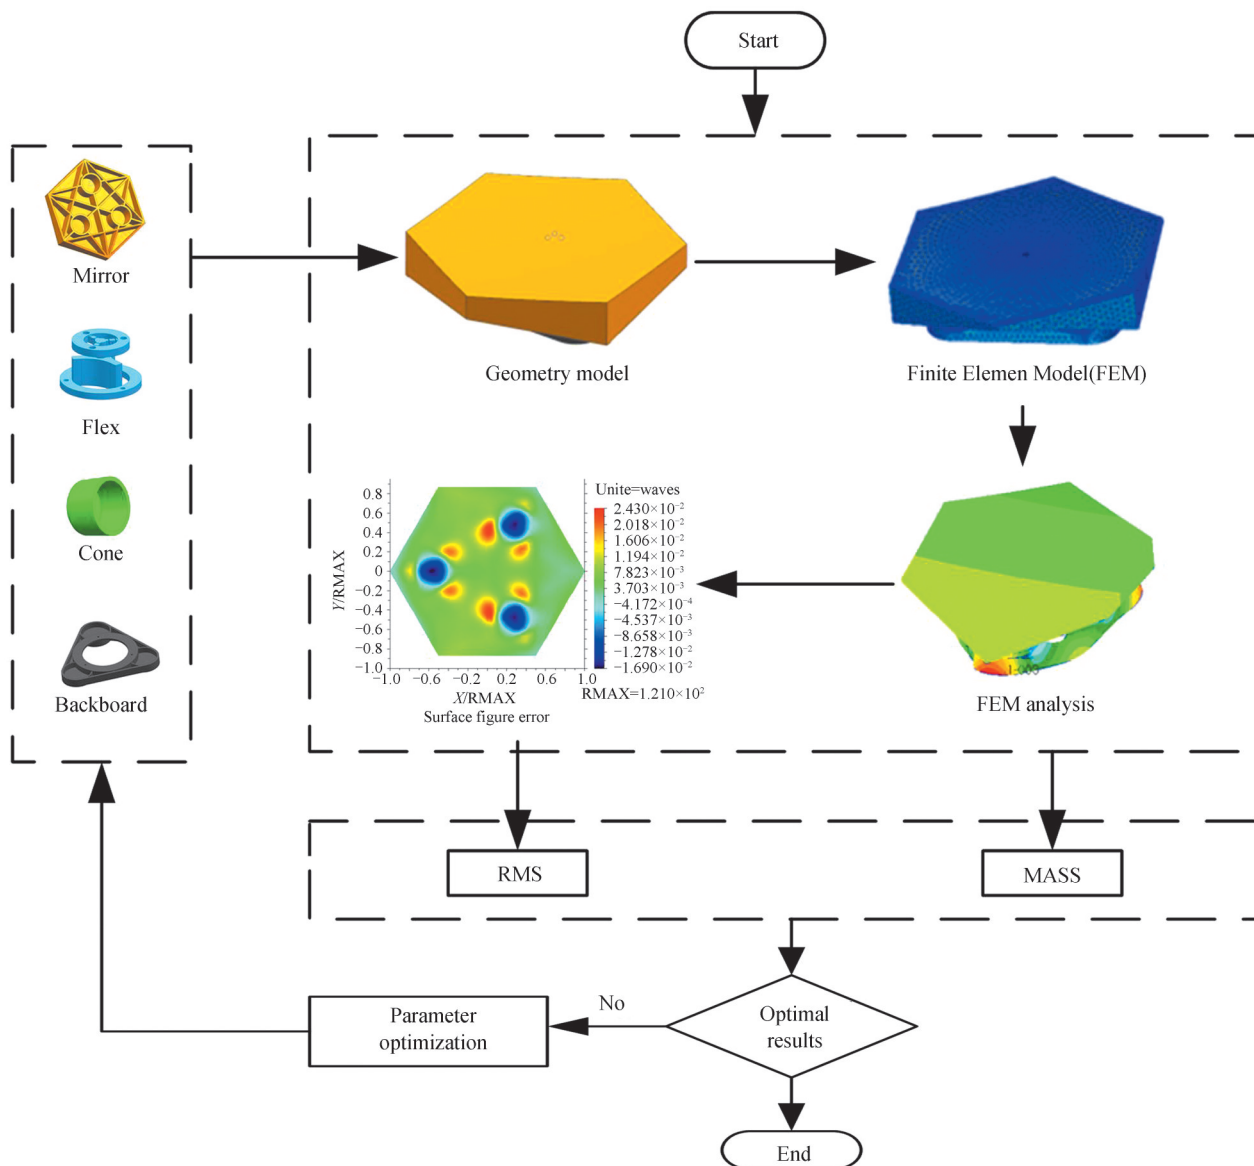 Start
Mirror
Flex
Cone
Backboard
Geometry model
Finite Elemen Model(FEM)
Unite=waves
2.430×10⁻²
2.018×10⁻²
1.606×10⁻²
1.194×10⁻²
7.823×10⁻³
3.703×10⁻³
−4.172×10⁻⁴
−4.537×10⁻³
−8.658×10⁻³
−1.278×10⁻²
−1.690×10⁻²
RMAX=1.210×10²
Y/RMAX
0.8
0.6
0.4
0.2
0
−0.2
−0.4
−0.6
−0.8
−1.0
−1.0 −0.6 −0.2 0.2 0.6 1.0
X/RMAX
Surface figure error
FEM analysis
RMS
MASS
Optimal
results
No
Parameter
optimization
End